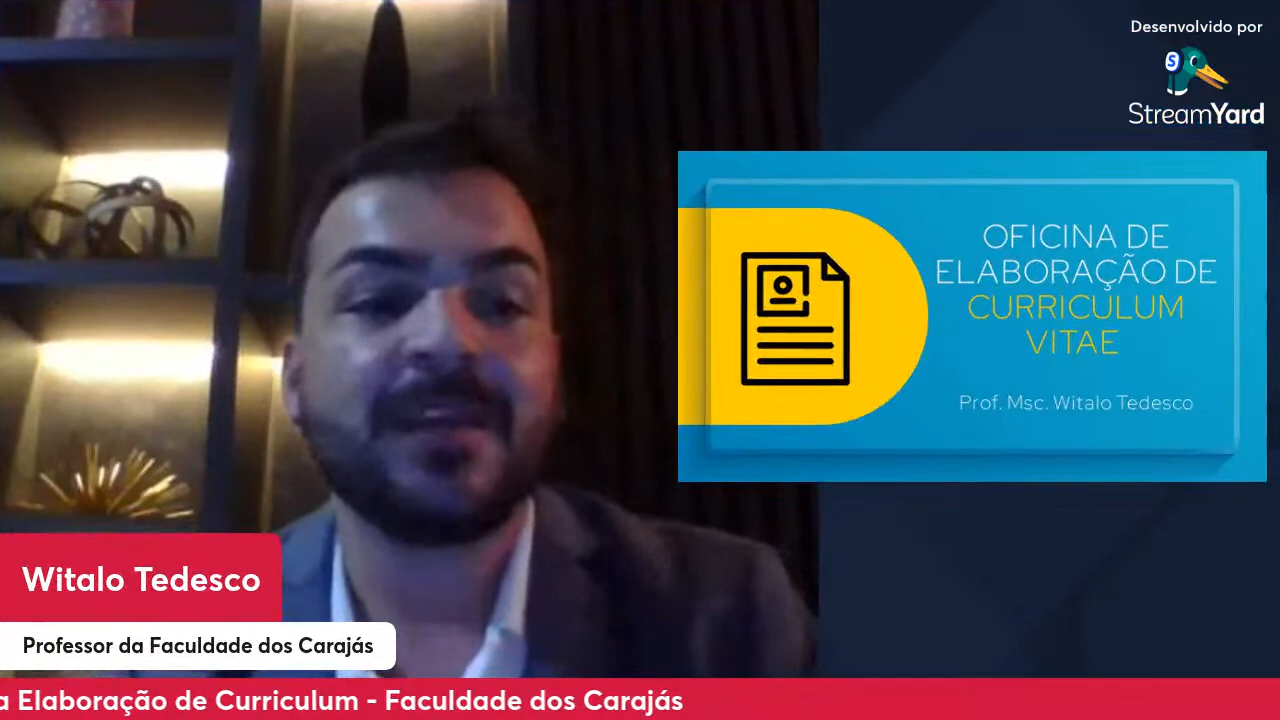 Desenvolvido por
StreamYard
OFICINA DE
ELABORAÇÃO DE
CURRICULUM
VITAE
Prof. Msc. Witalo Tedesco
Witalo Tedesco
Professor da Faculdade dos Carajás
a Elaboração de Curriculum - Faculdade dos Carajás